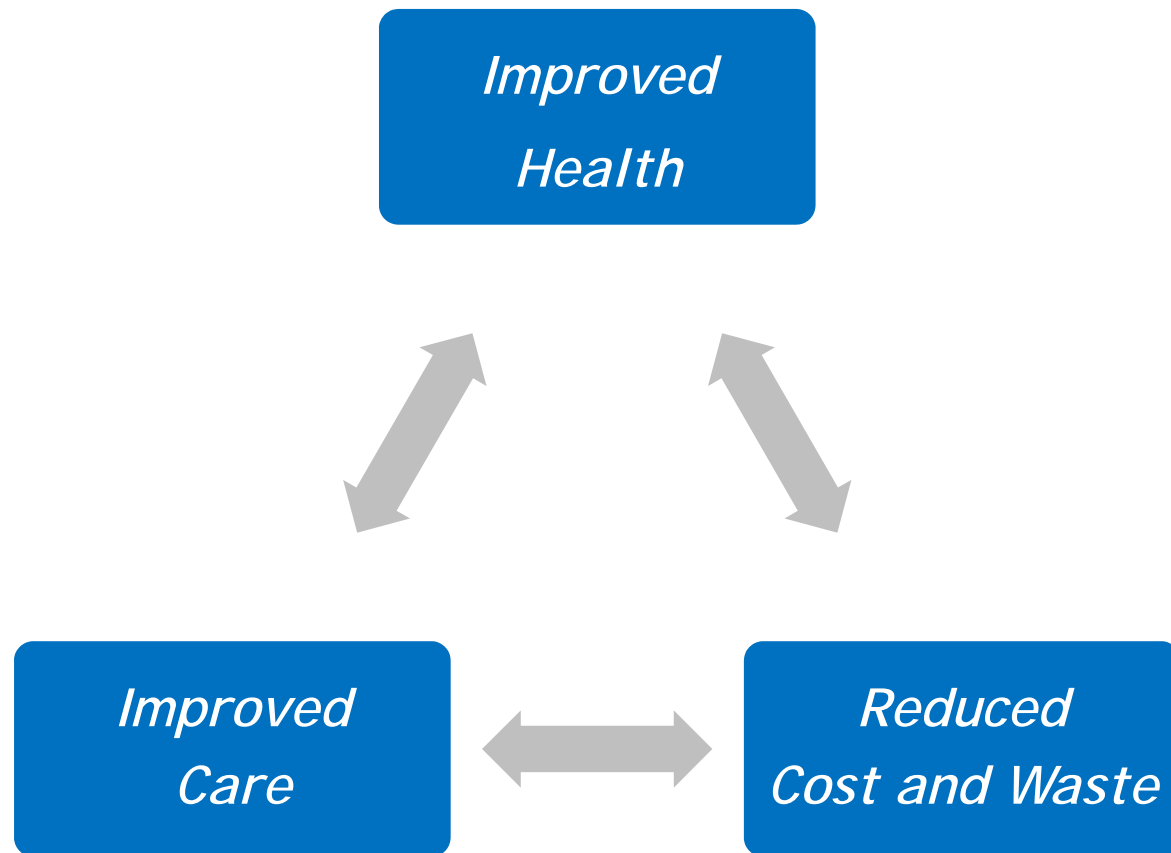 Improved
Health
Improved
Care
Reduced
Cost and Waste